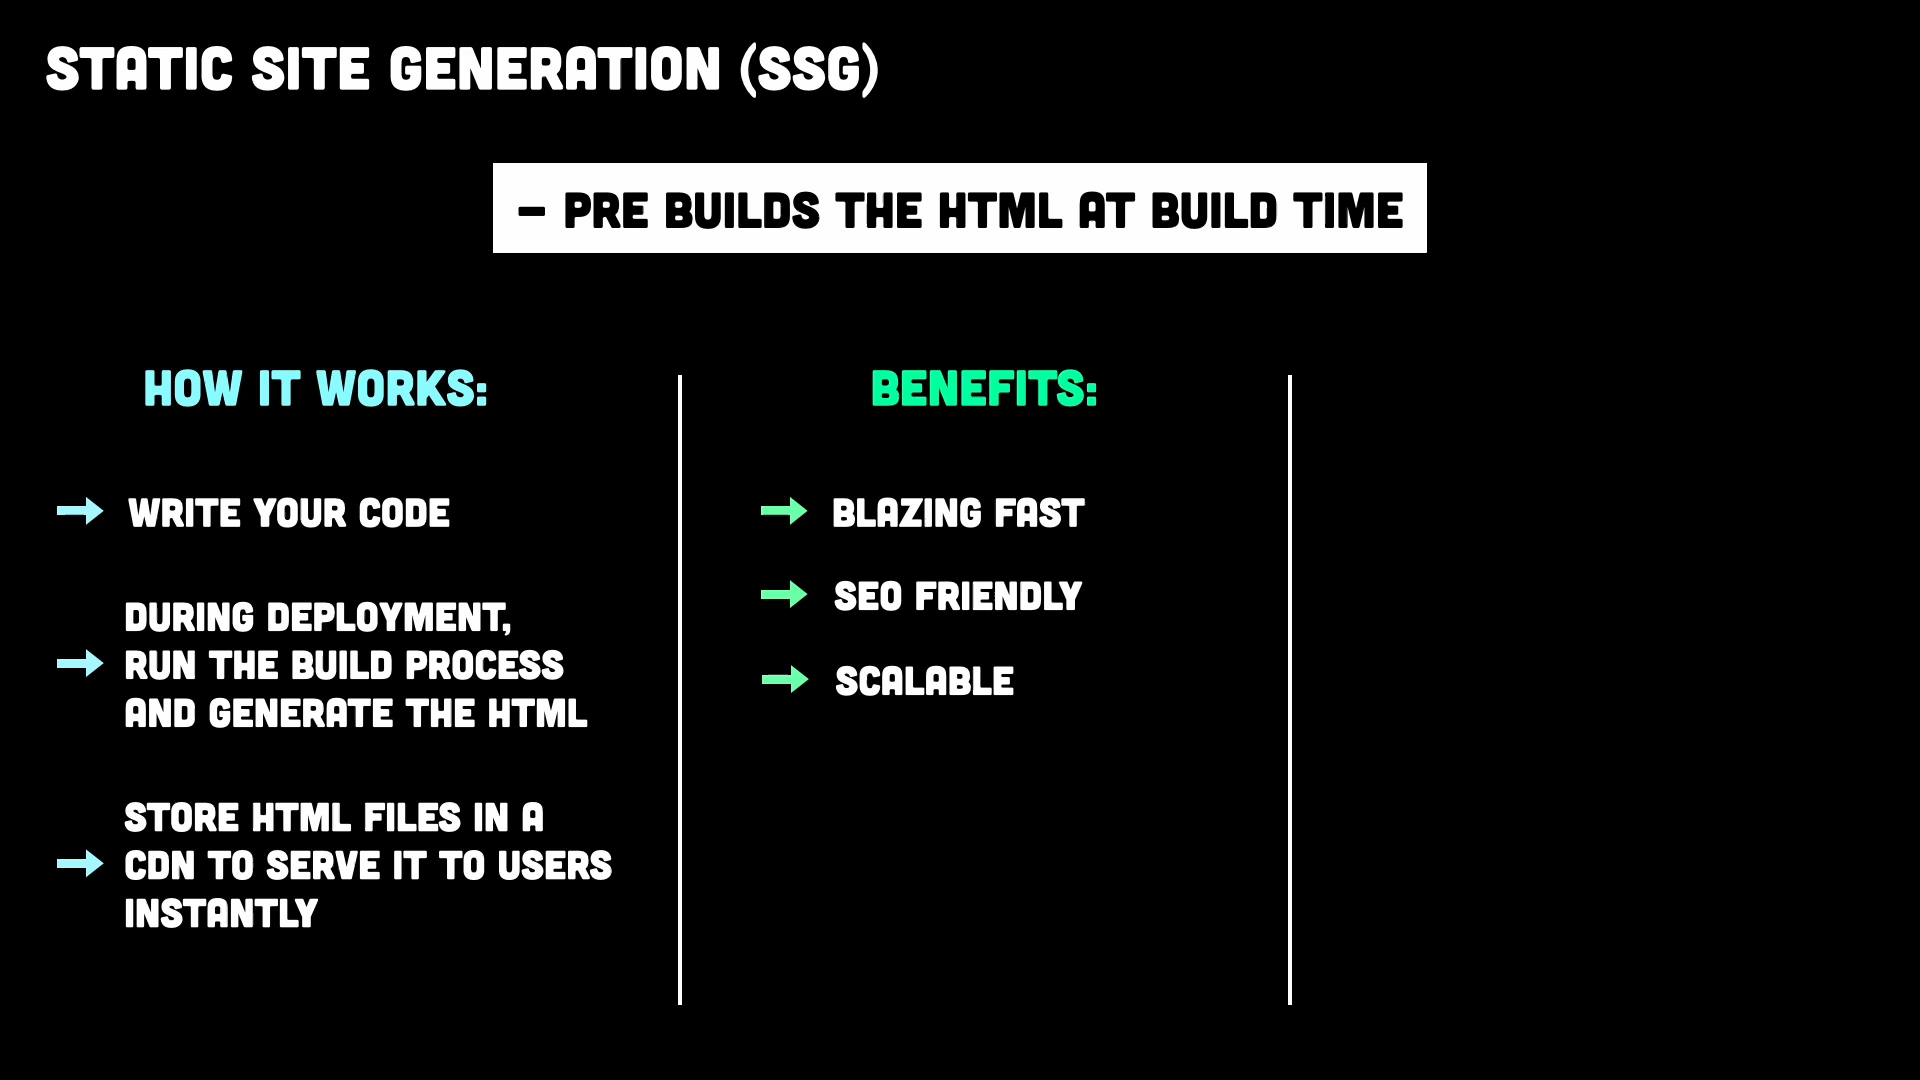 STATIC SITE GENERATION (SSG)
- PRE BUILDS THE HTML AT BUILD TIME
HOW IT WORKS:
WRITE YOUR CODE
DURING DEPLOYMENT,
RUN THE BUILD PROCESS
AND GENERATE THE HTML
STORE HTML FILES IN A
CDN TO SERVE IT TO USERS
INSTANTLY
BENEFITS:
BLAZING FAST
SEO FRIENDLY
SCALABLE